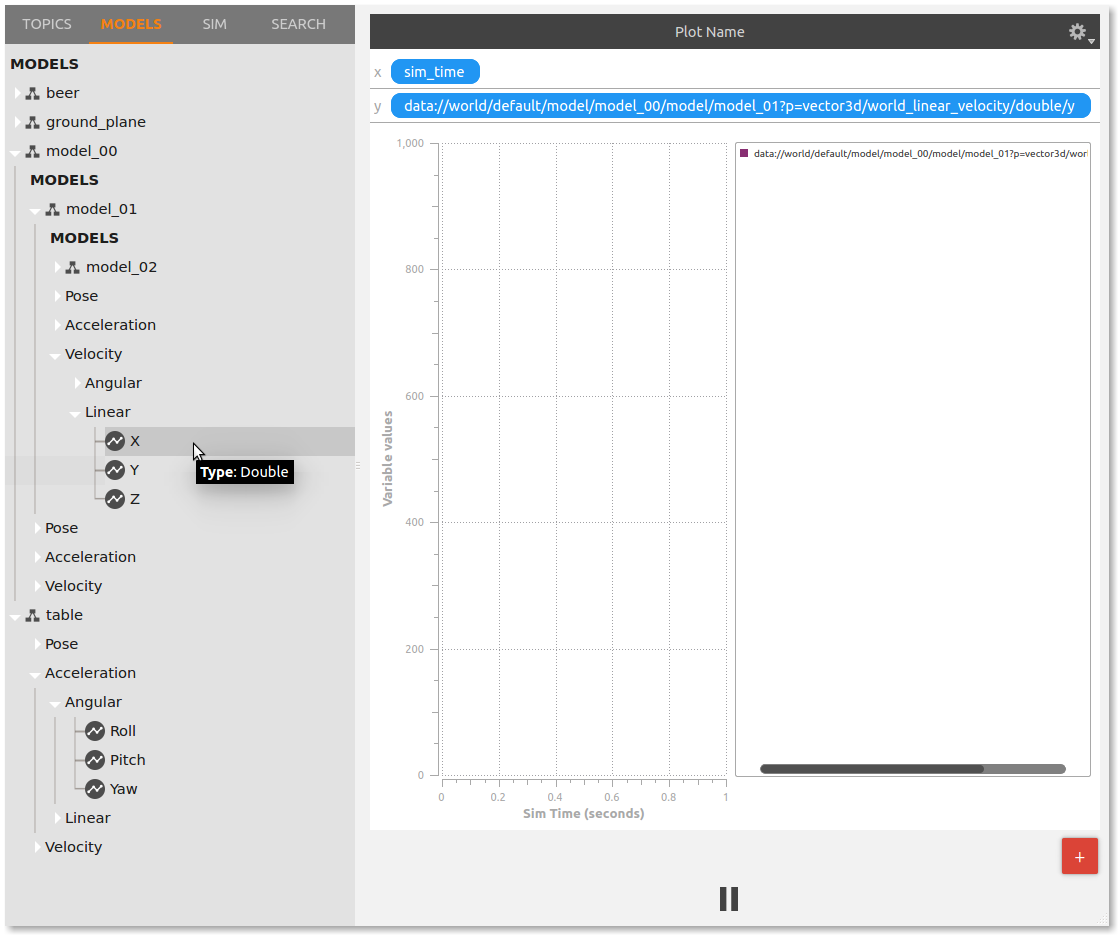 TOPICS MODELS SIM SEARCH
MODELS
beer
ground_plane
model_00
MODELS
model_01
MODELS
model_02
Pose
Acceleration
Velocity
Angular
Linear
X
Y
Type: Double
Z
Pose
Acceleration
Velocity
table
Pose
Acceleration
Angular
Roll
Pitch
Yaw
Linear
Velocity
Plot Name
x sim_time
y data://world/default/model/model_00/model/model_01?p=vector3d/world_linear_velocity/double/y
1,000
800
600
400
200
0
Variable values
0 0.2 0.4 0.6 0.8 1
Sim Time (seconds)
data://world/default/model/model_00/model/model_01?p=vector3d/wor
+